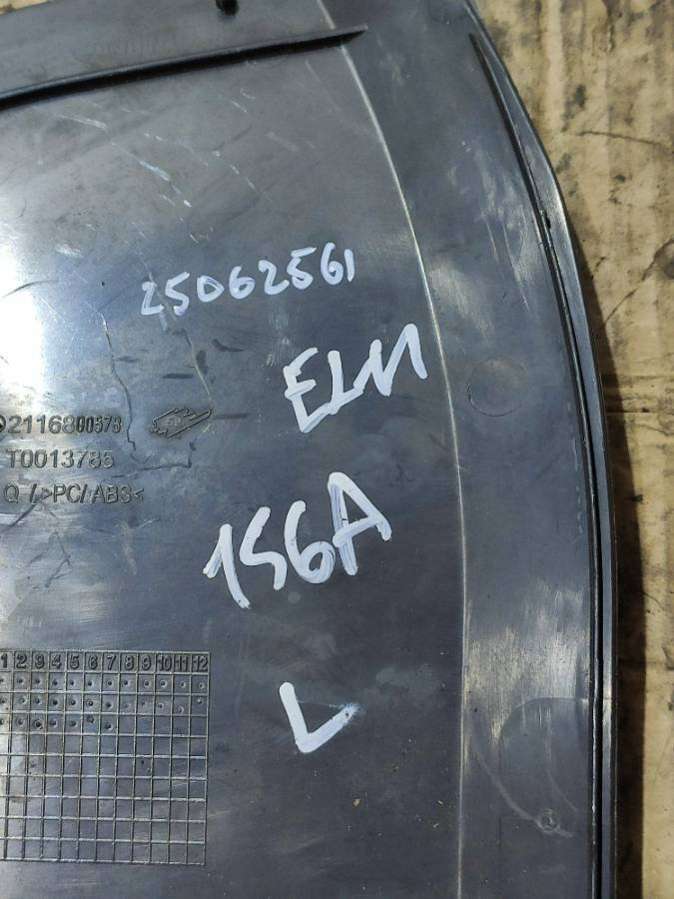 25062561
ELM
156A
2116800578
T0013785
Q />PC/ABS<
L
1 2 3 4 5 6 7 8 9 10 11 12